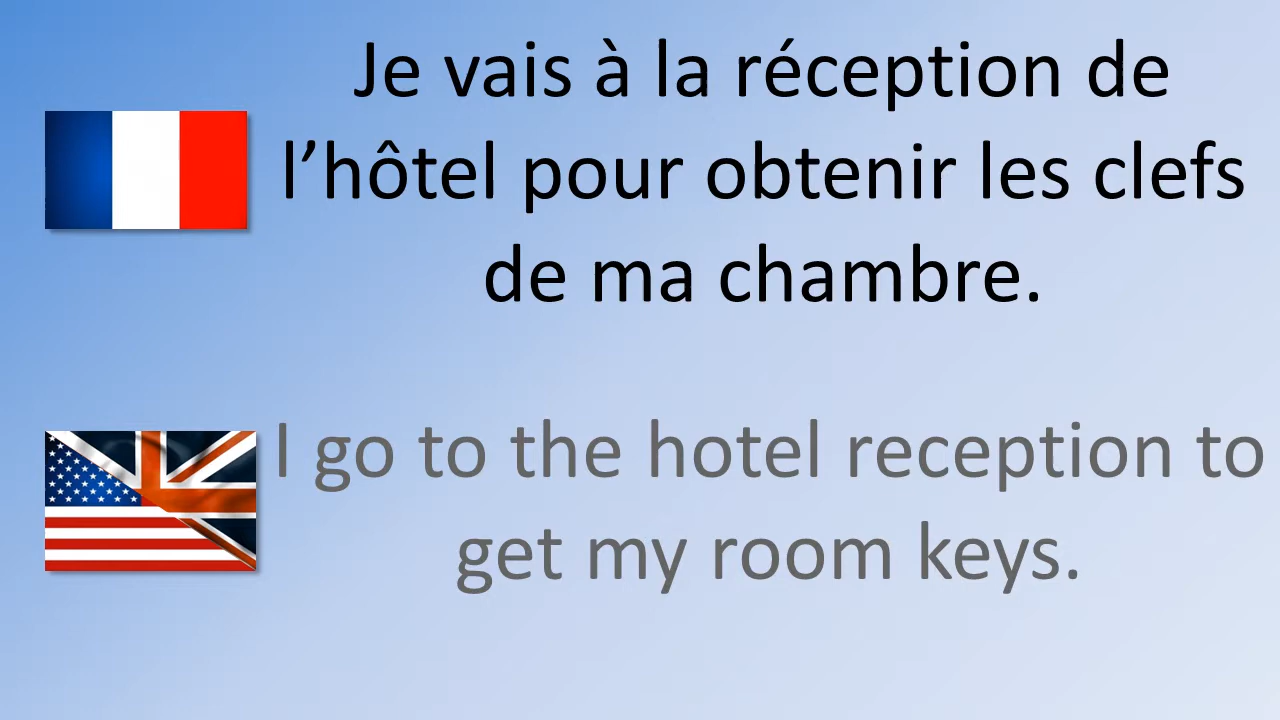 Je vais à la réception de
l’hôtel pour obtenir les clefs
de ma chambre.
I go to the hotel reception to
get my room keys.